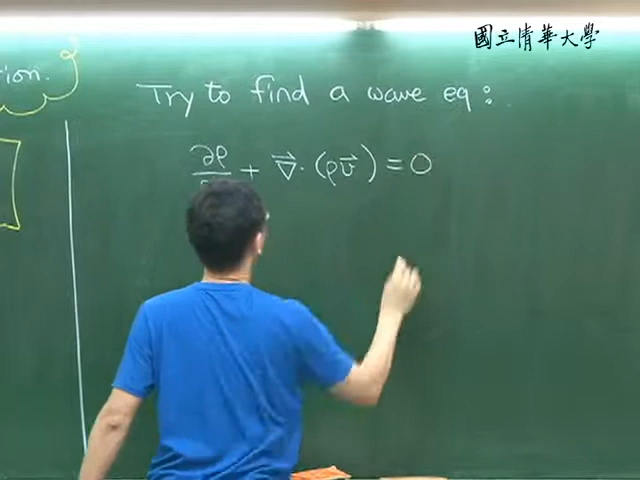 國立清華大學
tion.
Try to find a wave eq:
∂ρ + ∇⃗·(ρv⃗) = 0